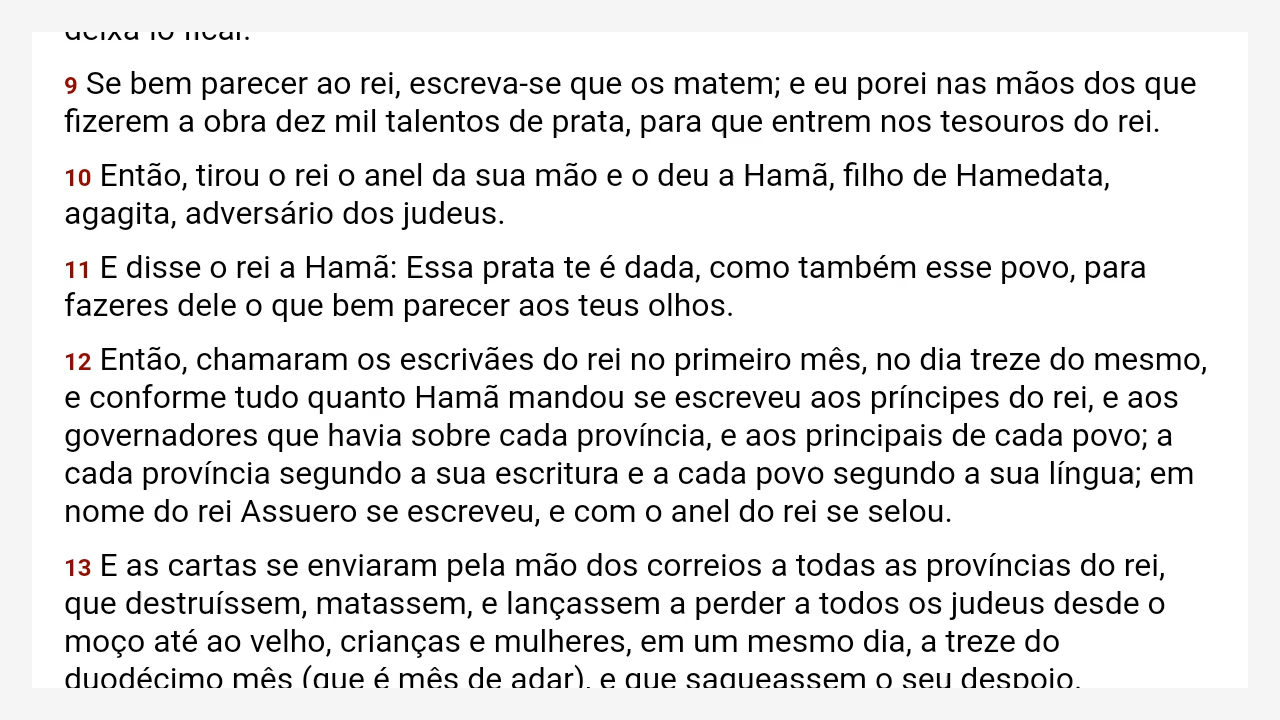 deixá-lo ficar.
9 Se bem parecer ao rei, escreva-se que os matem; e eu porei nas mãos dos que
fizerem a obra dez mil talentos de prata, para que entrem nos tesouros do rei.
10 Então, tirou o rei o anel da sua mão e o deu a Hamã, filho de Hamedata,
agagita, adversário dos judeus.
11 E disse o rei a Hamã: Essa prata te é dada, como também esse povo, para
fazeres dele o que bem parecer aos teus olhos.
12 Então, chamaram os escrivães do rei no primeiro mês, no dia treze do mesmo,
e conforme tudo quanto Hamã mandou se escreveu aos príncipes do rei, e aos
governadores que havia sobre cada província, e aos principais de cada povo; a
cada província segundo a sua escritura e a cada povo segundo a sua língua; em
nome do rei Assuero se escreveu, e com o anel do rei se selou.
13 E as cartas se enviaram pela mão dos correios a todas as províncias do rei,
que destruíssem, matassem, e lançassem a perder a todos os judeus desde o
moço até ao velho, crianças e mulheres, em um mesmo dia, a treze do
duodécimo mês (que é mês de adar), e que saqueassem o seu despojo.